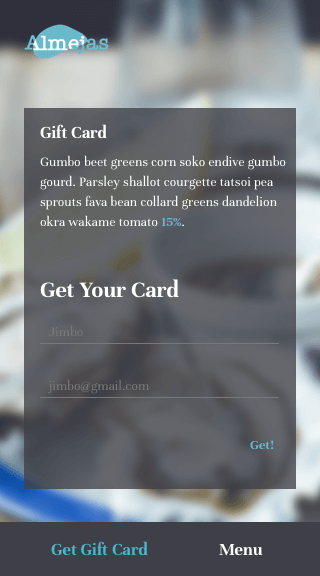 Almejas
Gift Card
Gumbo beet greens corn soko endive gumbo
gourd. Parsley shallot courgette tatsoi pea
sprouts fava bean collard greens dandelion
okra wakame tomato 15%.
Get Your Card
Jimbo
jimbo@gmail.com
Get!
Get Gift Card Menu